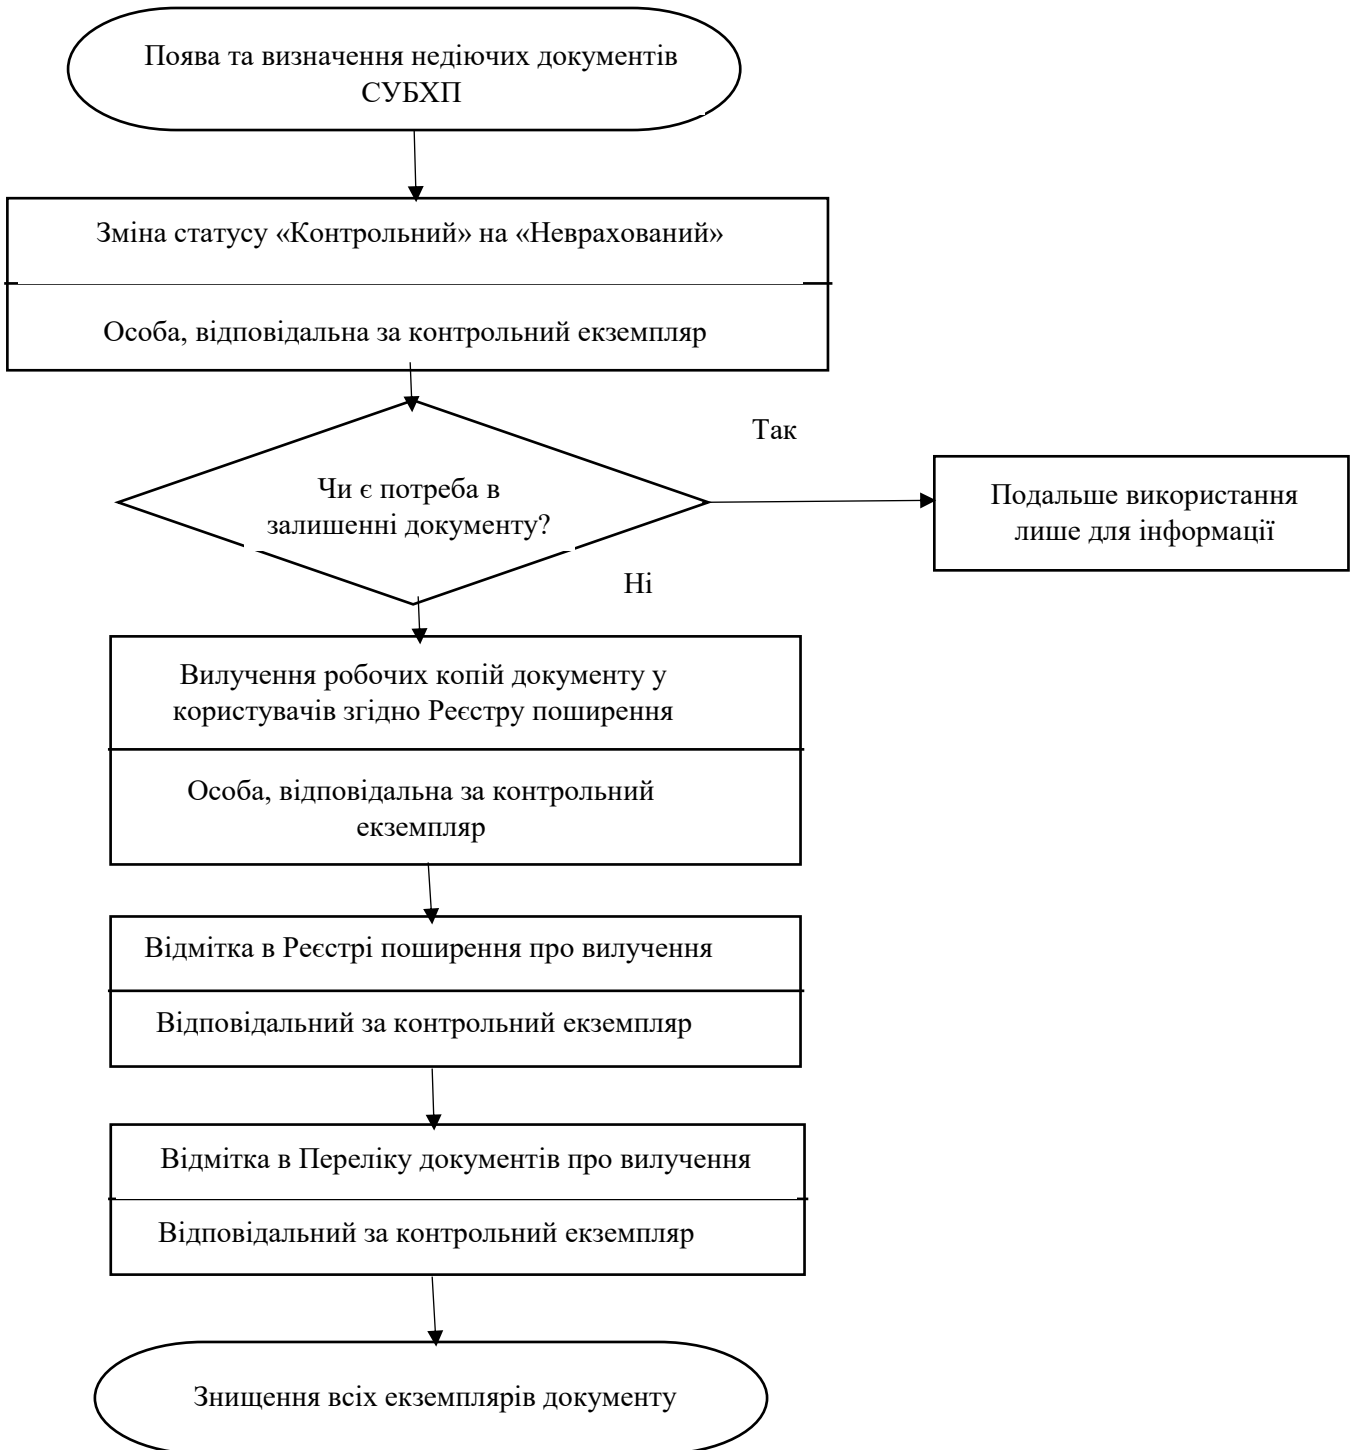 Поява та визначення недіючих документів
СУБХП
Зміна статусу «Контрольний» на «Неврахований»
Особа, відповідальна за контрольний екземпляр
Так
Чи є потреба в
залишенні документу?
Подальше використання
лише для інформації
Ні
Вилучення робочих копій документу у
користувачів згідно Реєстру поширення
Особа, відповідальна за контрольний
екземпляр
Відмітка в Реєстрі поширення про вилучення
Відповідальний за контрольний екземпляр
Відмітка в Переліку документів про вилучення
Відповідальний за контрольний екземпляр
Знищення всіх екземплярів документу